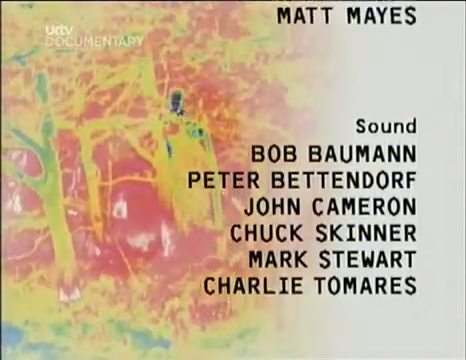 MATT MAYES
uktv
DOCUMENTARY
Sound
BOB BAUMANN
PETER BETTENDORF
JOHN CAMERON
CHUCK SKINNER
MARK STEWART
CHARLIE TOMARES